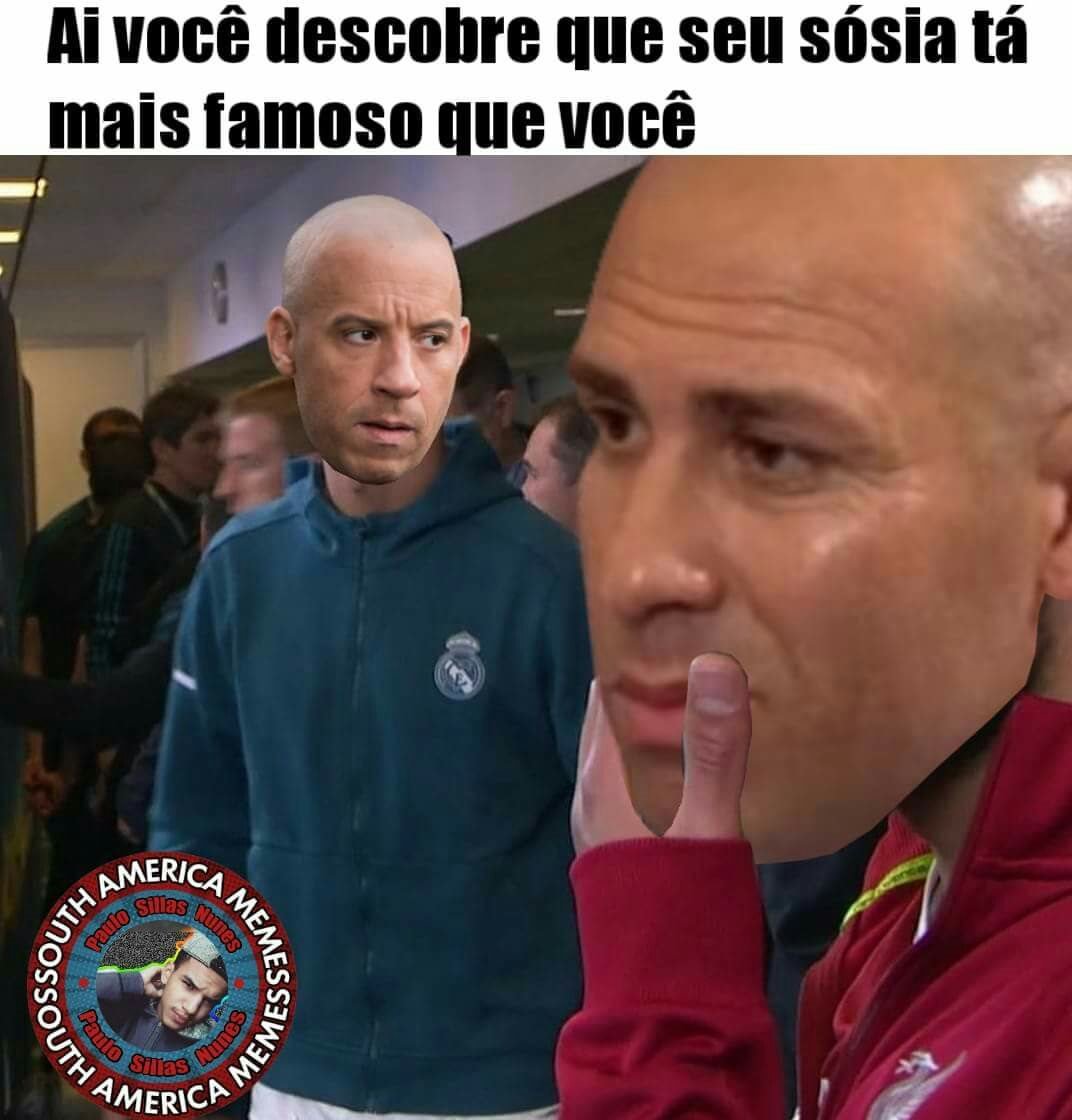 Ai você descobre que seu sósia tá
mais famoso que você
SOUTH AMERICA MEMES
Paulo Sillas Nunes
Paulo Sillas Nunes
SOUTH AMERICA MEMES